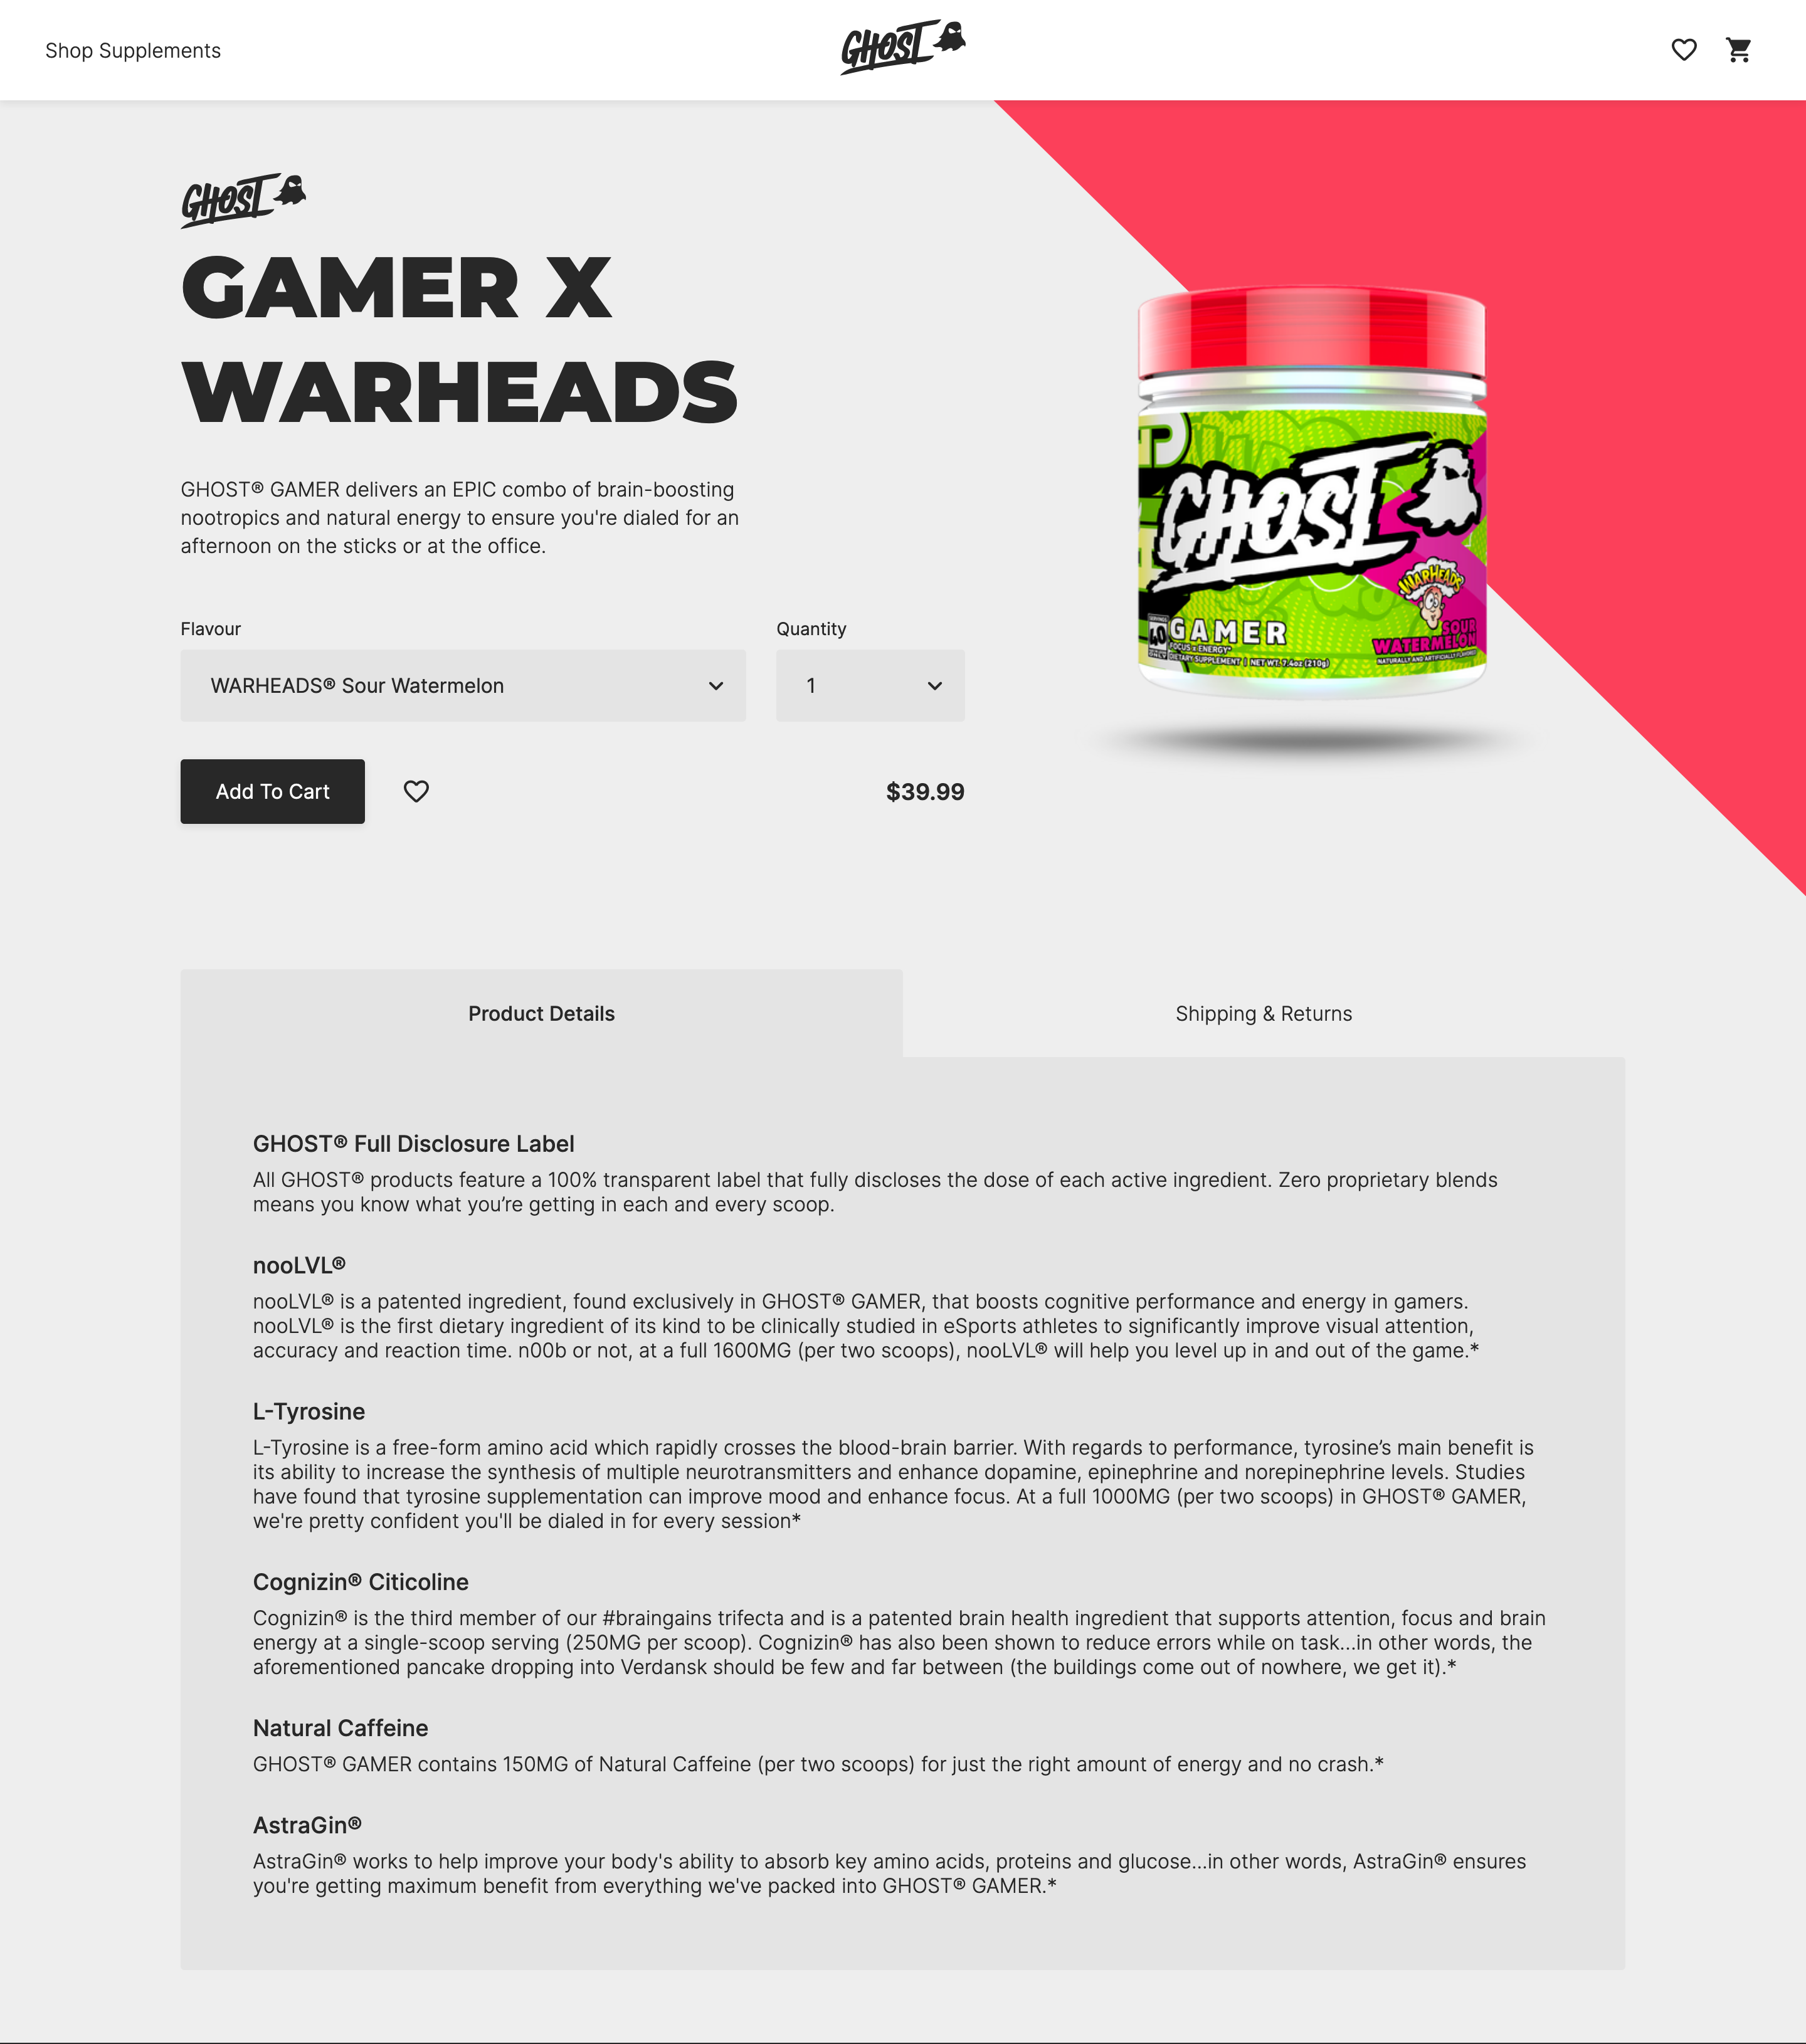 Shop Supplements
GHOST
GHOST
GAMER X
WARHEADS
GHOST® GAMER delivers an EPIC combo of brain-boosting
nootropics and natural energy to ensure you're dialed for an
afternoon on the sticks or at the office.
Flavour
Quantity
WARHEADS® Sour Watermelon
1
Add To Cart
$39.99
GHOST
WARHEADS
SOUR
WATERMELON
NATURALLY AND ARTIFICIALLY FLAVORED
40
GAMER
FOCUS x ENERGY*
DIETARY SUPPLEMENT | NET WT. 7.4oz (210g)
Product Details
Shipping & Returns
GHOST® Full Disclosure Label
All GHOST® products feature a 100% transparent label that fully discloses the dose of each active ingredient. Zero proprietary blends
means you know what you’re getting in each and every scoop.
nooLVL®
nooLVL® is a patented ingredient, found exclusively in GHOST® GAMER, that boosts cognitive performance and energy in gamers.
nooLVL® is the first dietary ingredient of its kind to be clinically studied in eSports athletes to significantly improve visual attention,
accuracy and reaction time. n00b or not, at a full 1600MG (per two scoops), nooLVL® will help you level up in and out of the game.*
L-Tyrosine
L-Tyrosine is a free-form amino acid which rapidly crosses the blood-brain barrier. With regards to performance, tyrosine’s main benefit is
its ability to increase the synthesis of multiple neurotransmitters and enhance dopamine, epinephrine and norepinephrine levels. Studies
have found that tyrosine supplementation can improve mood and enhance focus. At a full 1000MG (per two scoops) in GHOST® GAMER,
we're pretty confident you'll be dialed in for every session*
Cognizin® Citicoline
Cognizin® is the third member of our #braingains trifecta and is a patented brain health ingredient that supports attention, focus and brain
energy at a single-scoop serving (250MG per scoop). Cognizin® has also been shown to reduce errors while on task...in other words, the
aforementioned pancake dropping into Verdansk should be few and far between (the buildings come out of nowhere, we get it).*
Natural Caffeine
GHOST® GAMER contains 150MG of Natural Caffeine (per two scoops) for just the right amount of energy and no crash.*
AstraGin®
AstraGin® works to help improve your body's ability to absorb key amino acids, proteins and glucose...in other words, AstraGin® ensures
you're getting maximum benefit from everything we've packed into GHOST® GAMER.*